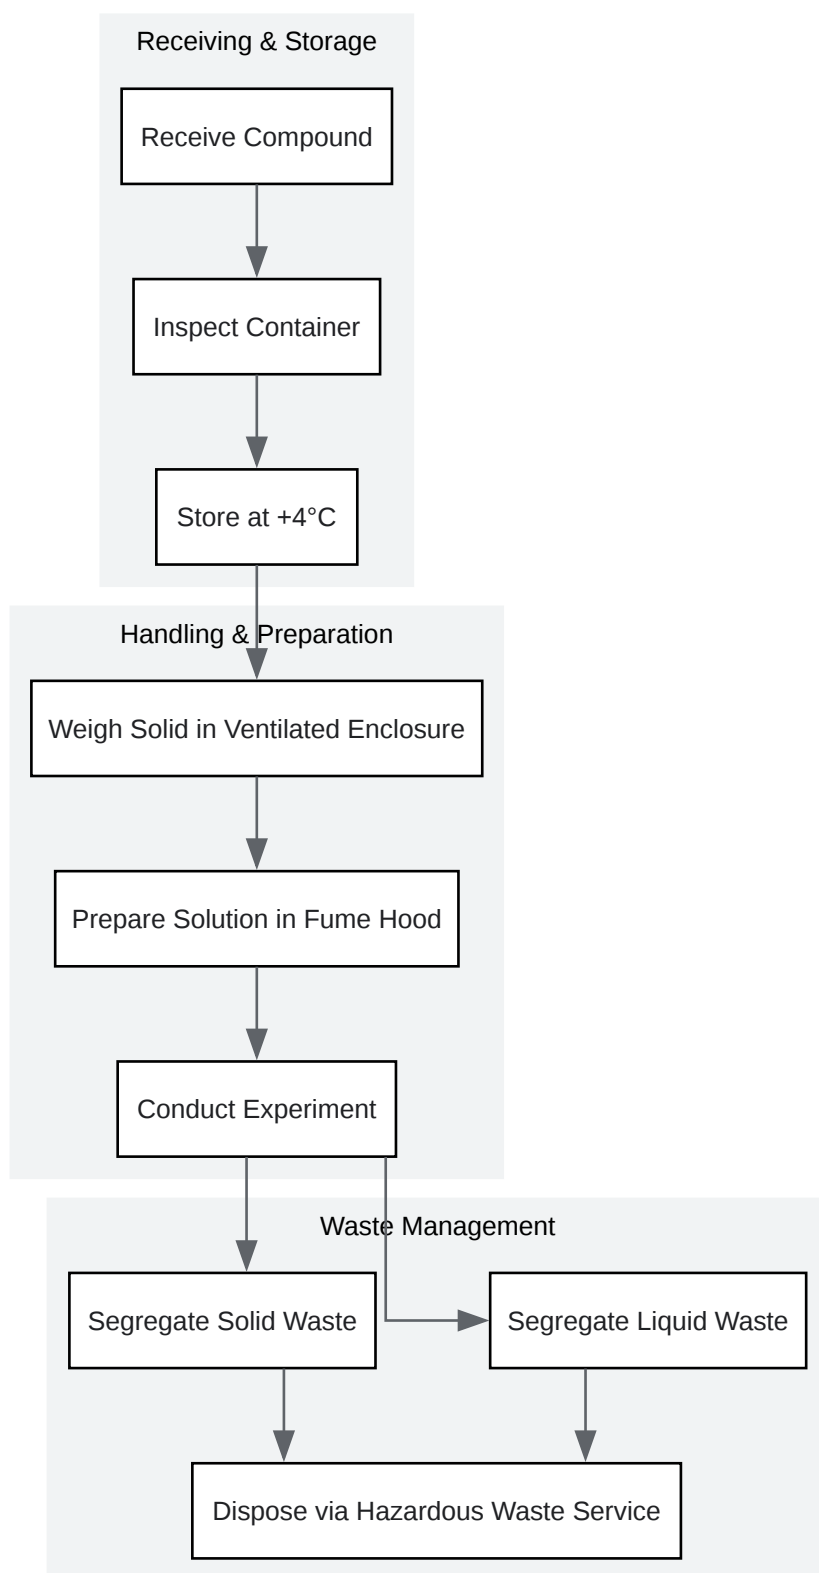 Receiving & Storage
Receive Compound
Inspect Container
Store at +4°C
Handling & Preparation
Weigh Solid in Ventilated Enclosure
Prepare Solution in Fume Hood
Conduct Experiment
Waste Management
Segregate Solid Waste
Segregate Liquid Waste
Dispose via Hazardous Waste Service